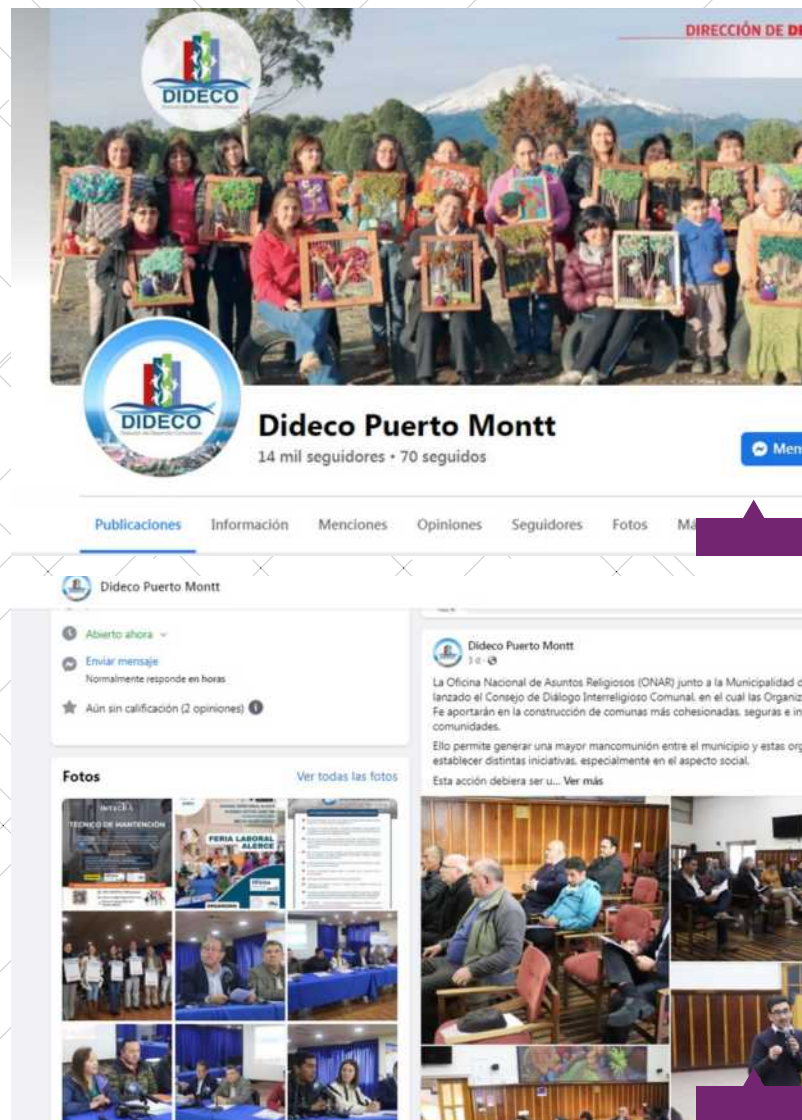 DIRECCIÓN DE
DIDECO
DIDECO
Dideco Puerto Montt
14 mil seguidores • 70 seguidos
Publicaciones
Información
Menciones
Opiniones
Seguidores
Fotos
Dideco Puerto Montt
Abierto ahora
Enviar mensaje
Normalmente responde en horas
Aún sin calificación (2 opiniones)
Fotos
Ver todas las fotos
INTEGRA
TÉCNICO DE MANTENCIÓN
FERIA LABORAL
ALERCE
Dideco Puerto Montt
3 d
La Oficina Nacional de Asuntos Religiosos (ONAR) junto a la Municipalidad
lanzado el Consejo de Diálogo Interreligioso Comunal, en el cual las
Fe aportarán en la construcción de comunas más cohesionadas, seguras e
comunidades.
Ello permite generar una mayor mancomunión entre el municipio y estas
establecer distintas iniciativas, especialmente en el aspecto social.
Esta acción debiera ser u... Ver más